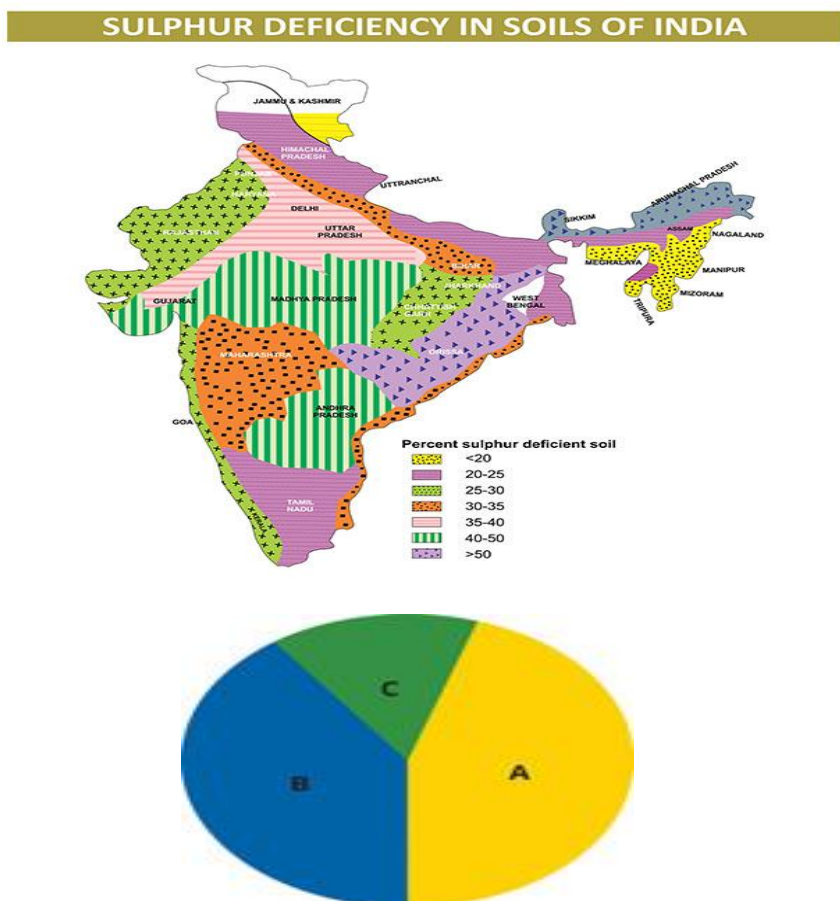 SULPHUR DEFICIENCY IN SOILS OF INDIA
JAMMU & KASHMIR
HIMACHAL
PRADESH
UTTRANCHAL
PUNJAB
HARYANA
DELHI
RAJASTHAN
UTTAR
PRADESH
SIKKIM
ARUNACHAL PRADESH
ASSAM
NAGALAND
MEGHALAYA
MANIPUR
MIZORAM
TRIPURA
BIHAR
JHARKHAND
WEST
BENGAL
GUJARAT
MADHYA PRADESH
CHHATTISH
GARH
MAHARASHTRA
ORISSA
ANDHRA
PRADESH
GOA
TAMIL
NADU
KERALA
Percent sulphur deficient soil
<20
20-25
25-30
30-35
35-40
40-50
>50
C
A
B